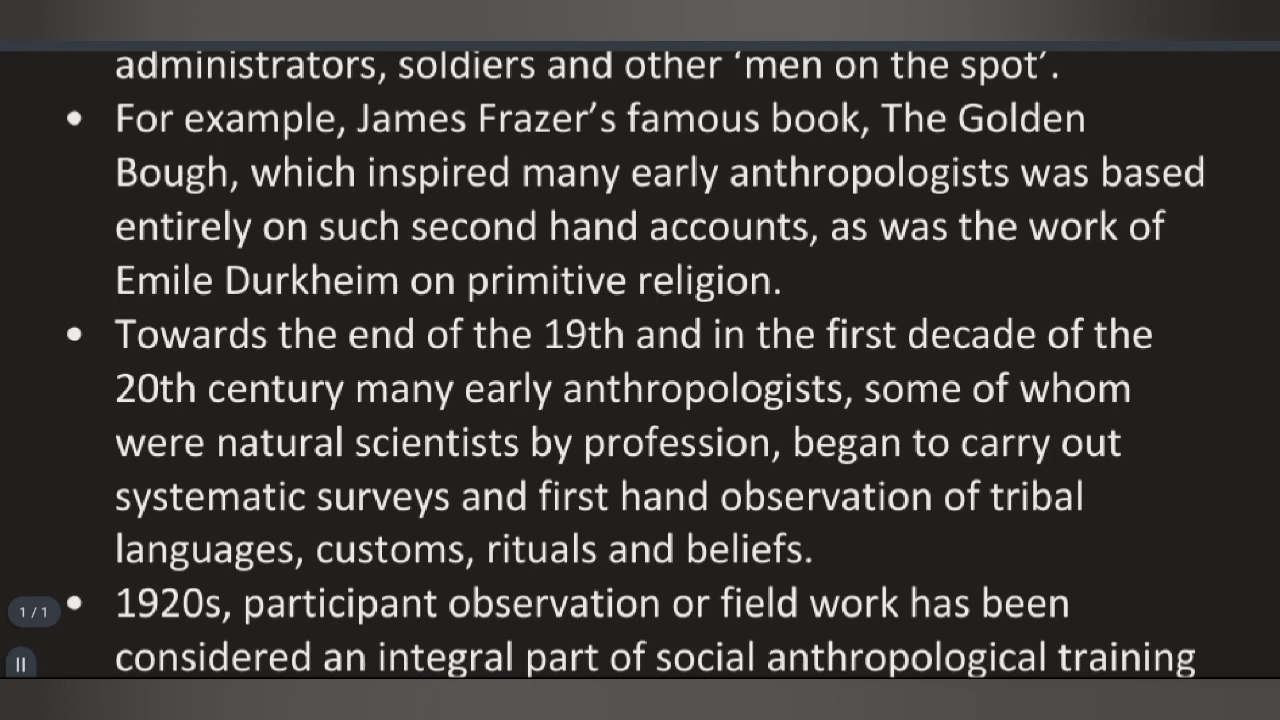 administrators, soldiers and other ‘men on the spot’.
• For example, James Frazer’s famous book, The Golden
Bough, which inspired many early anthropologists was based
entirely on such second hand accounts, as was the work of
Emile Durkheim on primitive religion.
• Towards the end of the 19th and in the first decade of the
20th century many early anthropologists, some of whom
were natural scientists by profession, began to carry out
systematic surveys and first hand observation of tribal
languages, customs, rituals and beliefs.
1 / 1
• 1920s, participant observation or field work has been
considered an integral part of social anthropological training